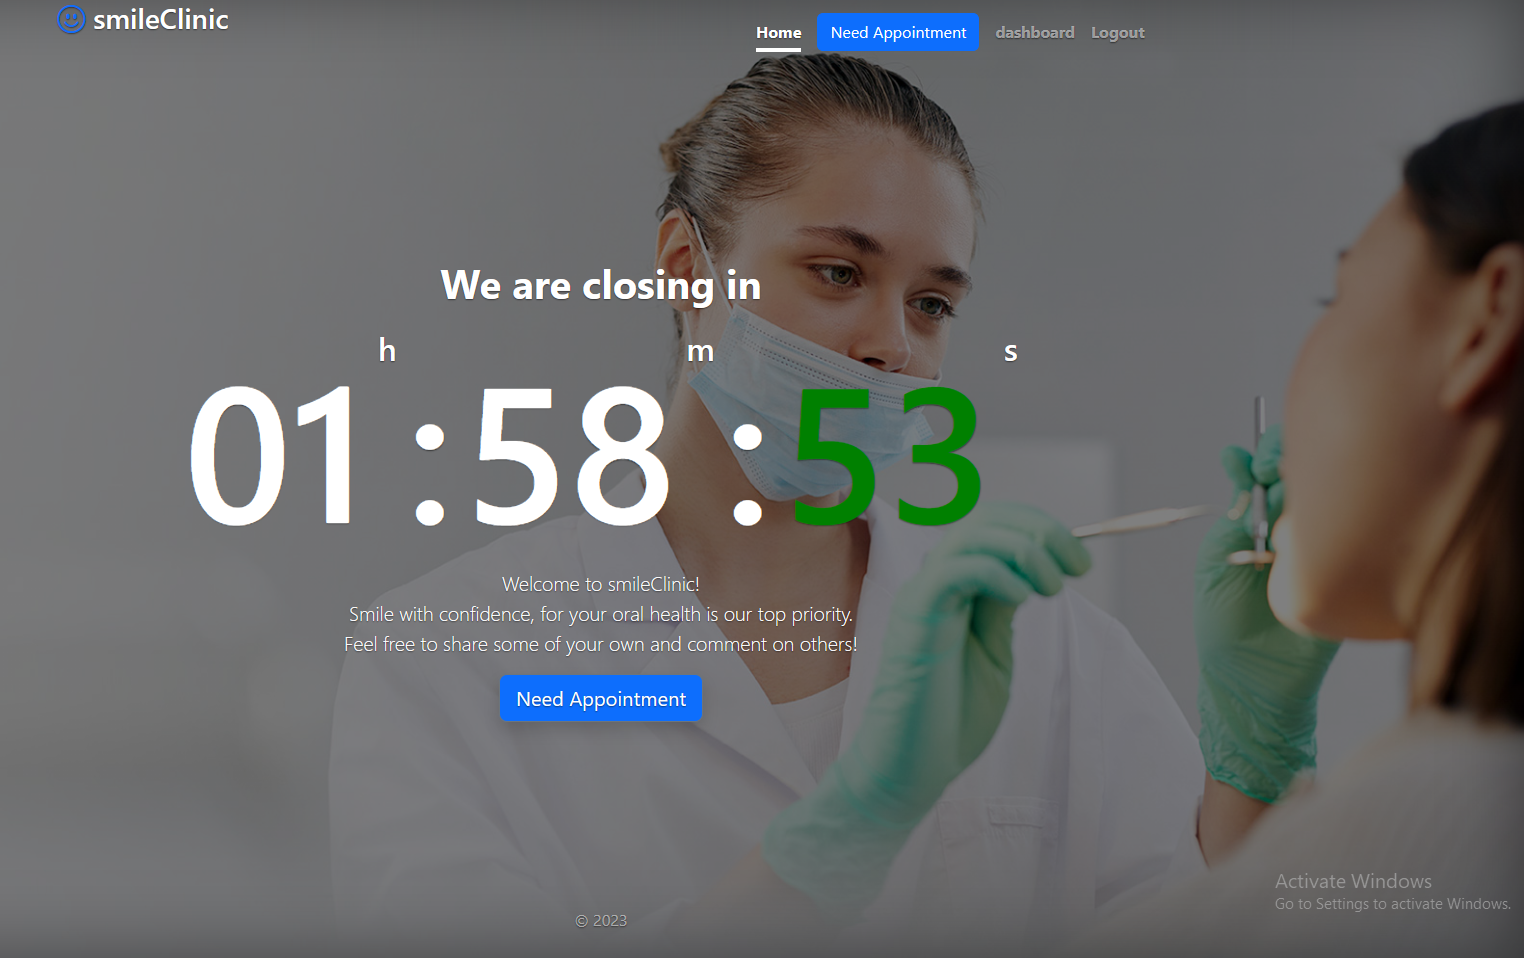 smileClinic
Home Need Appointment dashboard Logout
We are closing in
h m s
01 : 58 : 53
Welcome to smileClinic!
Smile with confidence, for your oral health is our top priority.
Feel free to share some of your own and comment on others!
Need Appointment
Activate Windows
Go to Settings to activate Windows.
© 2023